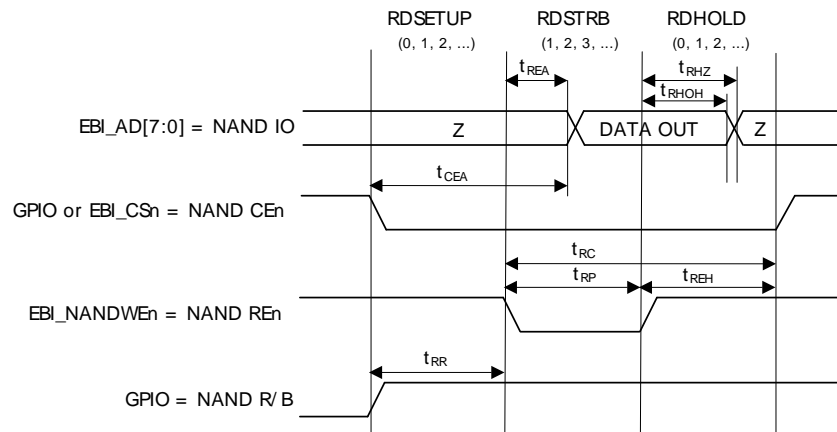 RDSETUP RDSTRB RDHOLD
(0, 1, 2, ...) (1, 2, 3, ...) (0, 1, 2, ...)
tREA tRHZ
tRHOH
EBI_AD[7:0] = NAND IO Z DATA OUT Z
tCEA
GPIO or EBI_CSn = NAND CEn
tRC
tRP tREH
EBI_NANDWEn = NAND REn
tRR
GPIO = NAND R/B